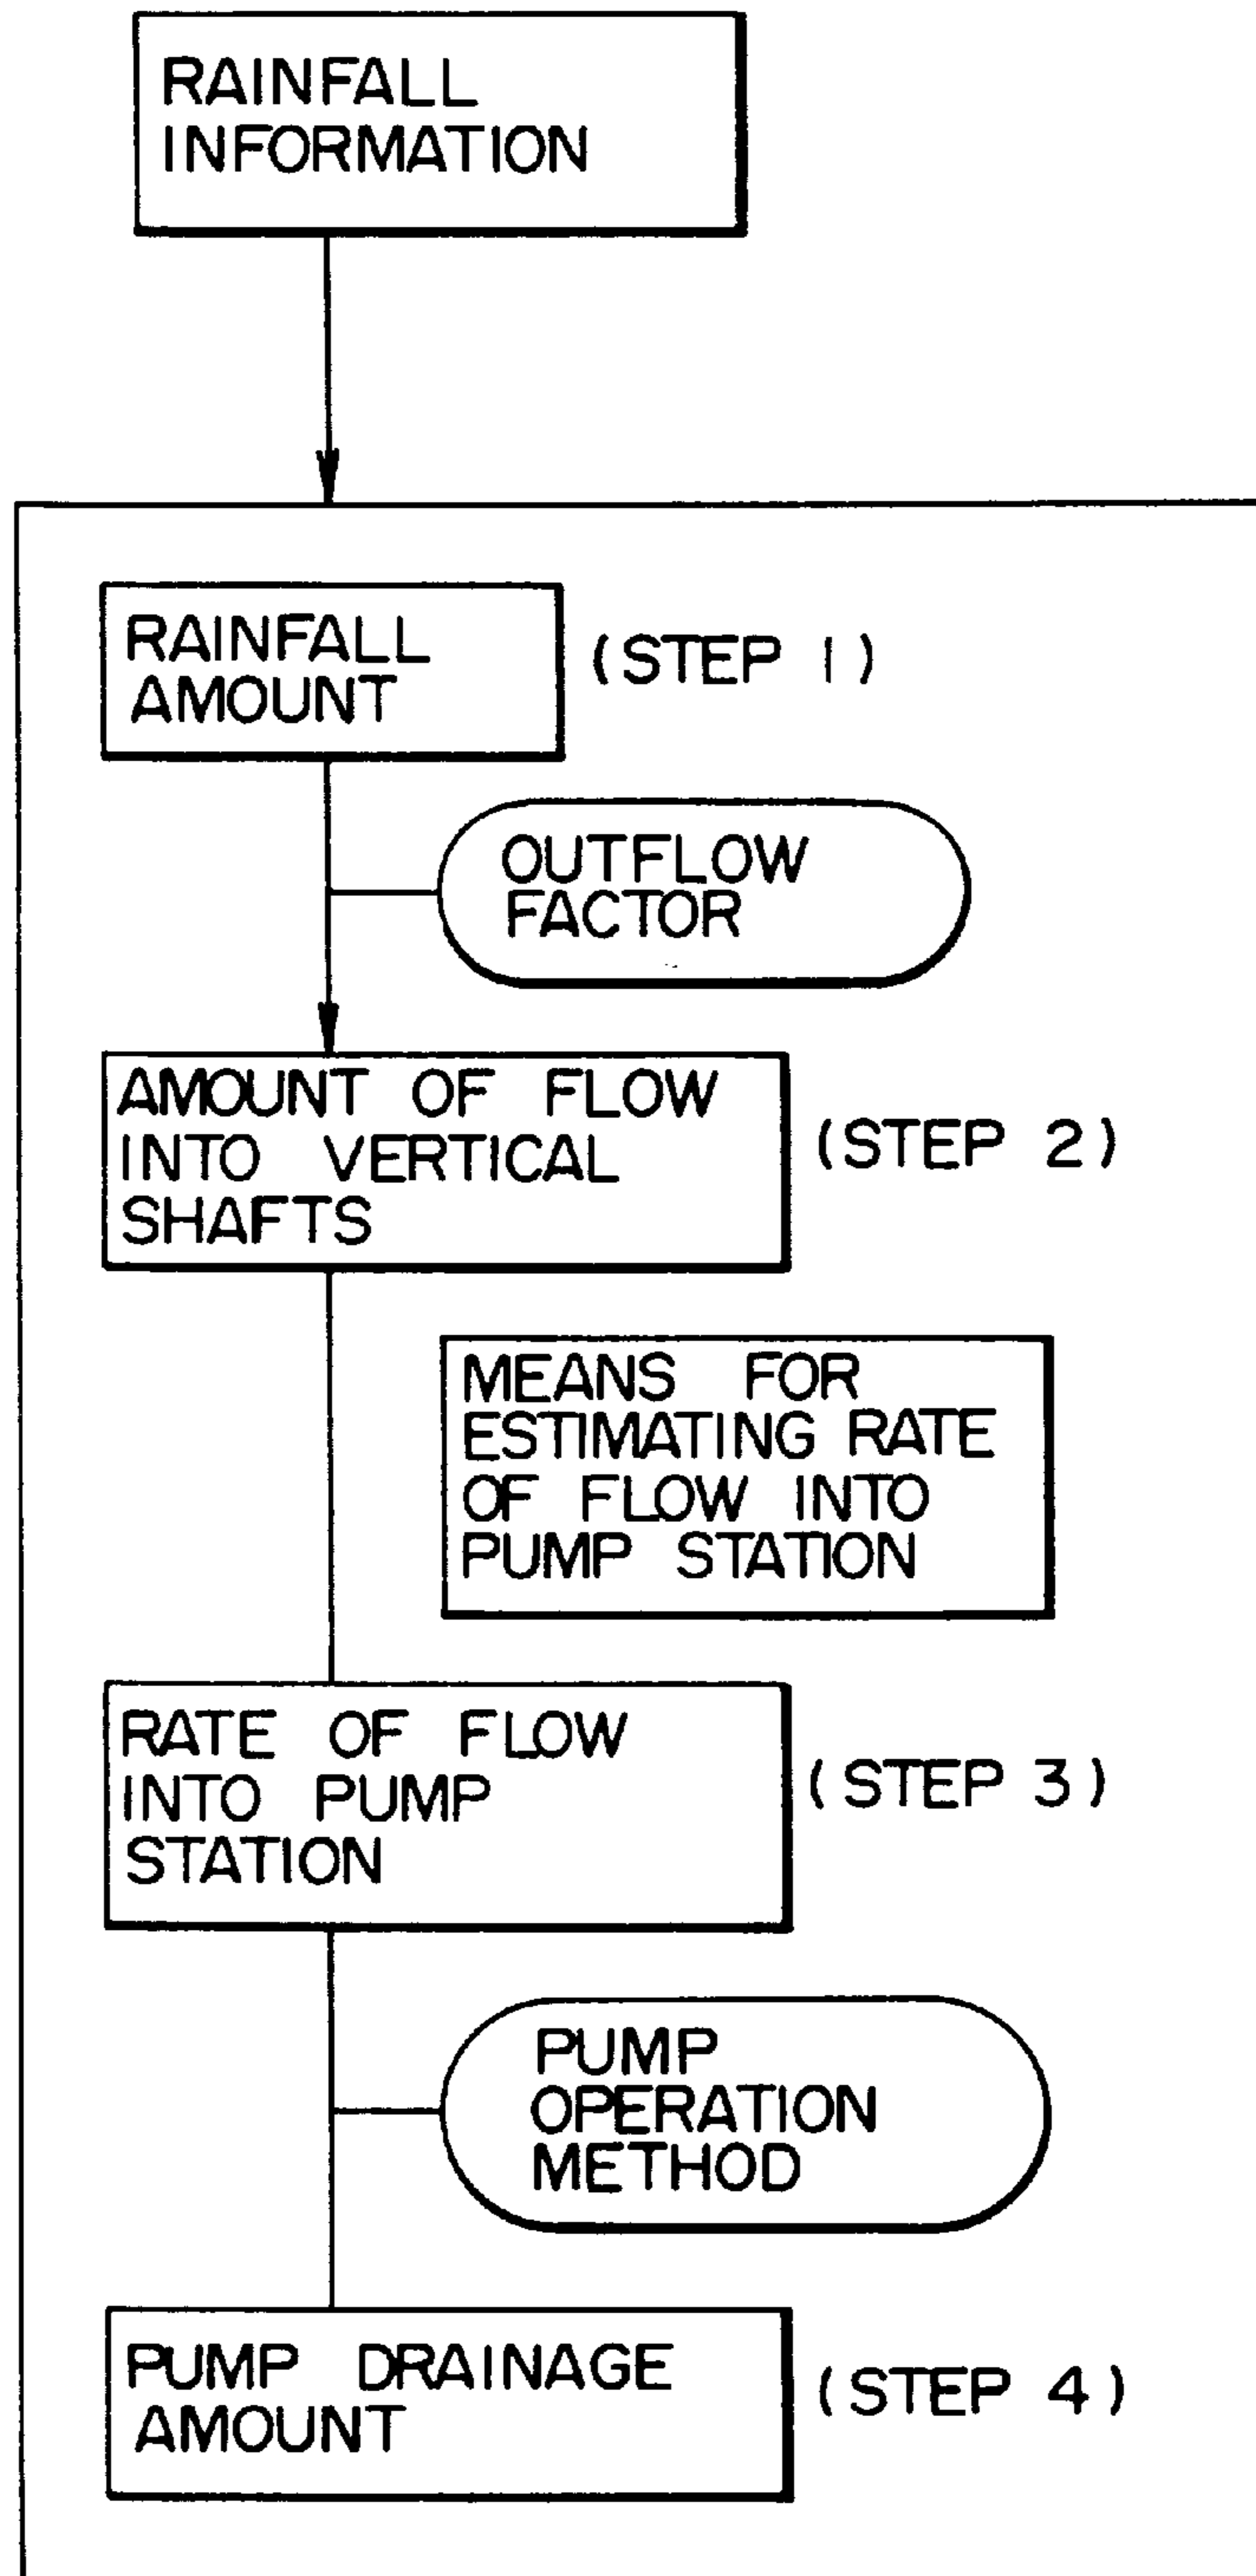 RAINFALL
INFORMATION
RAINFALL
AMOUNT
(STEP 1)
OUTFLOW
FACTOR
AMOUNT OF FLOW
INTO VERTICAL
SHAFTS
(STEP 2)
MEANS FOR
ESTIMATING RATE
OF FLOW INTO
PUMP STATION
RATE OF FLOW
INTO PUMP
STATION
(STEP 3)
PUMP
OPERATION
METHOD
PUMP DRAINAGE
AMOUNT
(STEP 4)